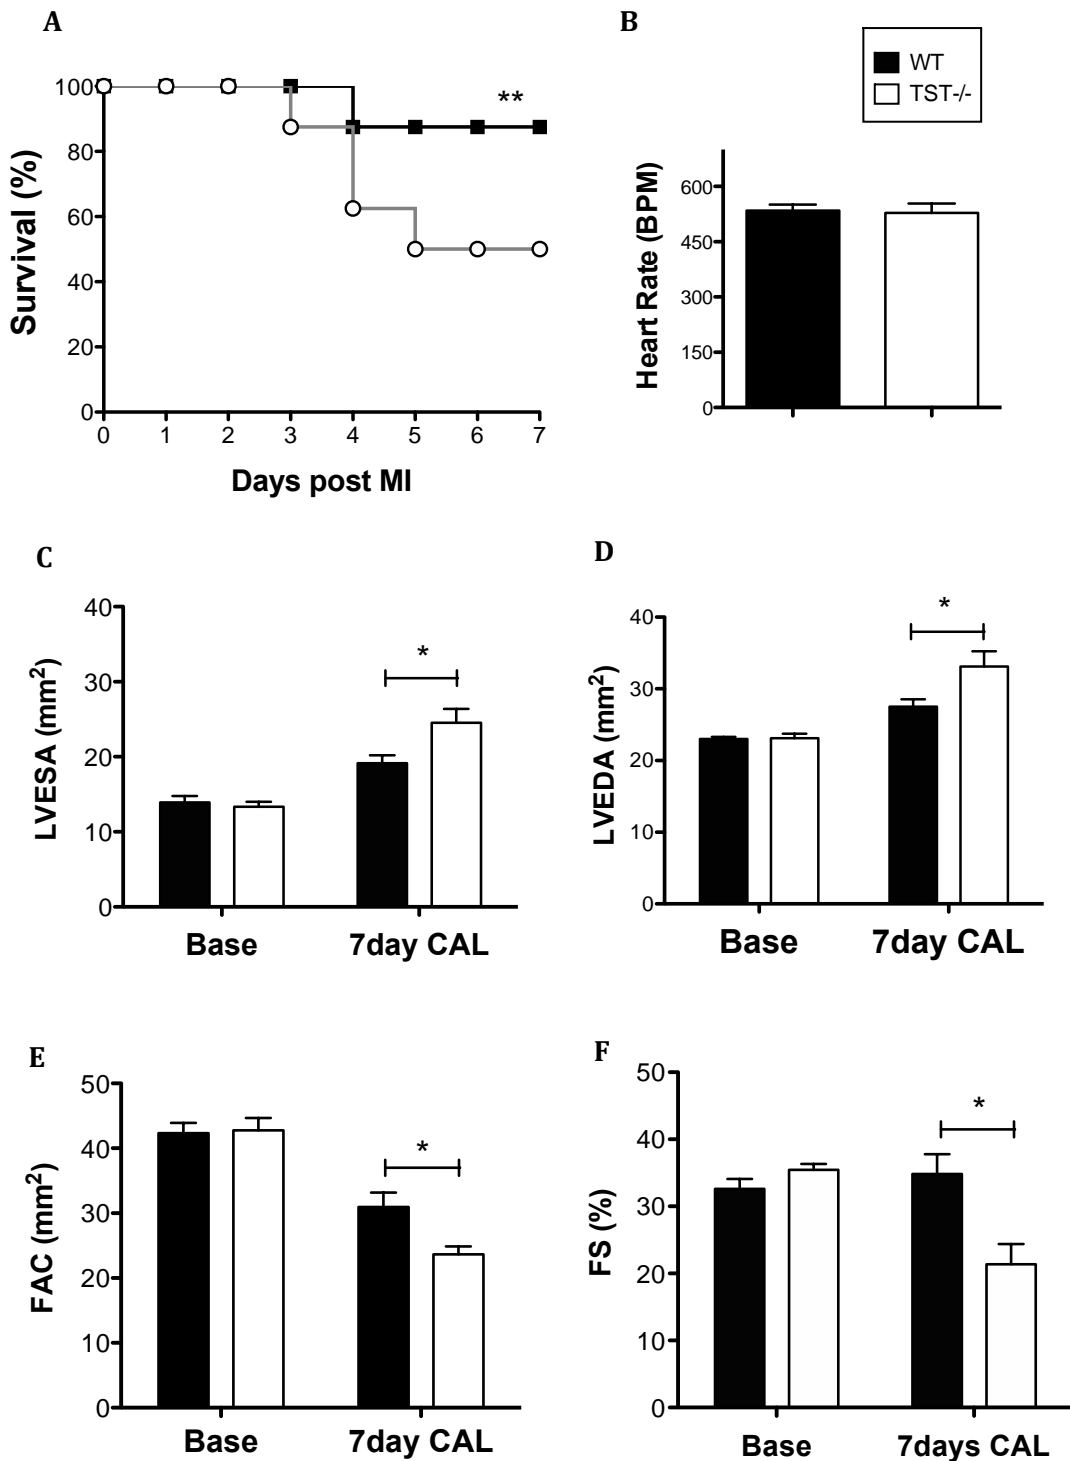 A
100
80
60
40
20
0
Survival (%)
**
0 1 2 3 4 5 6 7
Days post MI
B
WT
TST-/-
600
450
300
150
0
Heart Rate (BPM)
C
40
30
20
10
0
LVESA (mm²)
*
Base 7day CAL
D
40
30
20
10
0
LVEDA (mm²)
*
Base 7day CAL
E
50
40
30
20
10
0
FAC (mm²)
*
Base 7day CAL
F
50
40
30
20
10
0
FS (%)
*
Base 7days CAL